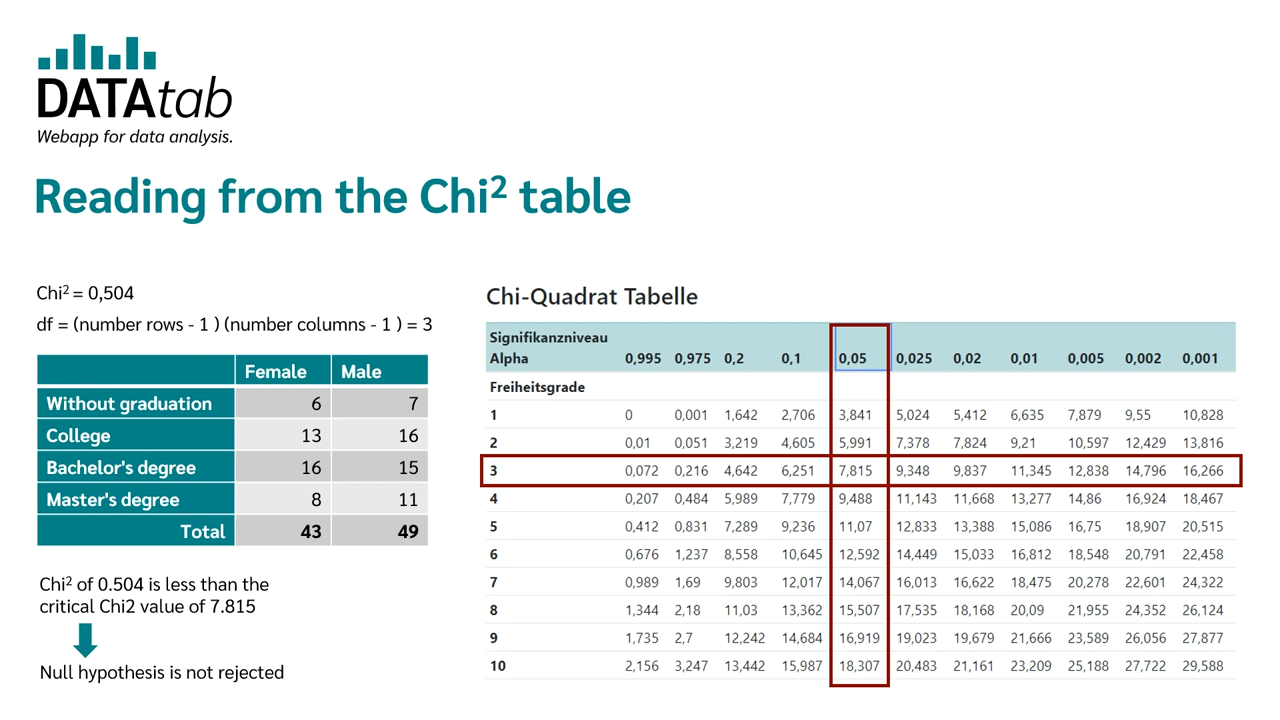 DATAtab
Webapp for data analysis.
Reading from the Chi² table
Chi² = 0,504
df = (number rows - 1 ) (number columns - 1 ) = 3
Female Male
Without graduation 6 7
College 13 16
Bachelor's degree 16 15
Master's degree 8 11
Total 43 49
Chi² of 0.504 is less than the
critical Chi2 value of 7.815
Null hypothesis is not rejected
Chi-Quadrat Tabelle
Signifikanzniveau
Alpha 0,995 0,975 0,2 0,1 0,05 0,025 0,02 0,01 0,005 0,002 0,001
Freiheitsgrade
1 0 0,001 1,642 2,706 3,841 5,024 5,412 6,635 7,879 9,55 10,828
2 0,01 0,051 3,219 4,605 5,991 7,378 7,824 9,21 10,597 12,429 13,816
3 0,072 0,216 4,642 6,251 7,815 9,348 9,837 11,345 12,838 14,796 16,266
4 0,207 0,484 5,989 7,779 9,488 11,143 11,668 13,277 14,86 16,924 18,467
5 0,412 0,831 7,289 9,236 11,07 12,833 13,388 15,086 16,75 18,907 20,515
6 0,676 1,237 8,558 10,645 12,592 14,449 15,033 16,812 18,548 20,791 22,458
7 0,989 1,69 9,803 12,017 14,067 16,013 16,622 18,475 20,278 22,601 24,322
8 1,344 2,18 11,03 13,362 15,507 17,535 18,168 20,09 21,955 24,352 26,124
9 1,735 2,7 12,242 14,684 16,919 19,023 19,679 21,666 23,589 26,056 27,877
10 2,156 3,247 13,442 15,987 18,307 20,483 21,161 23,209 25,188 27,722 29,588